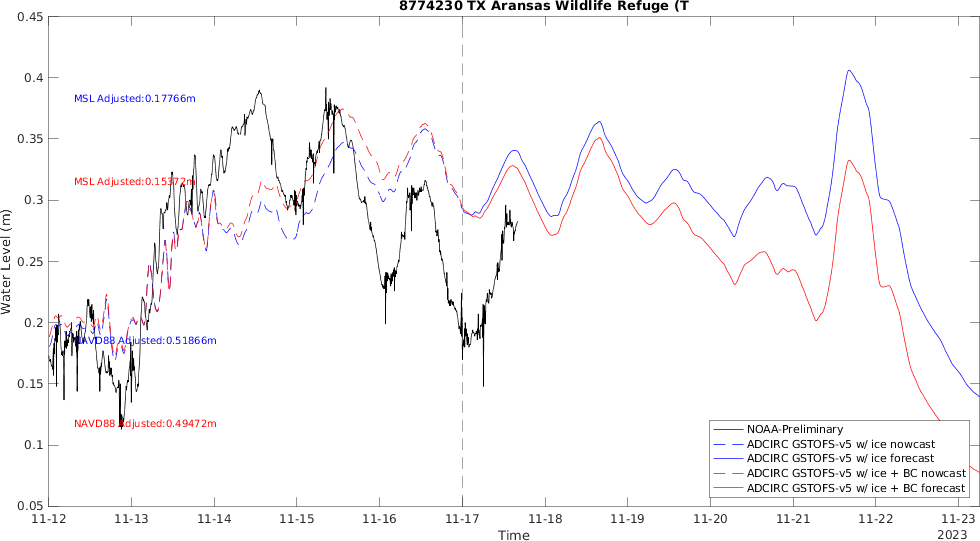 8774230 TX Aransas Wildlife Refuge (T
0.45
0.4
0.35
0.3
0.25
0.2
0.15
0.1
0.05
Water Level (m)
MSL Adjusted:0.17766m
MSL Adjusted:0.15372m
NAVD88 Adjusted:0.51866m
NAVD88 Adjusted:0.49472m
NOAA-Preliminary
ADCIRC GSTOFS-v5 w/ ice nowcast
ADCIRC GSTOFS-v5 w/ ice forecast
ADCIRC GSTOFS-v5 w/ ice + BC nowcast
ADCIRC GSTOFS-v5 w/ ice + BC forecast
11-12 11-13 11-14 11-15 11-16 11-17 11-18 11-19 11-20 11-21 11-22 11-23
Time
2023